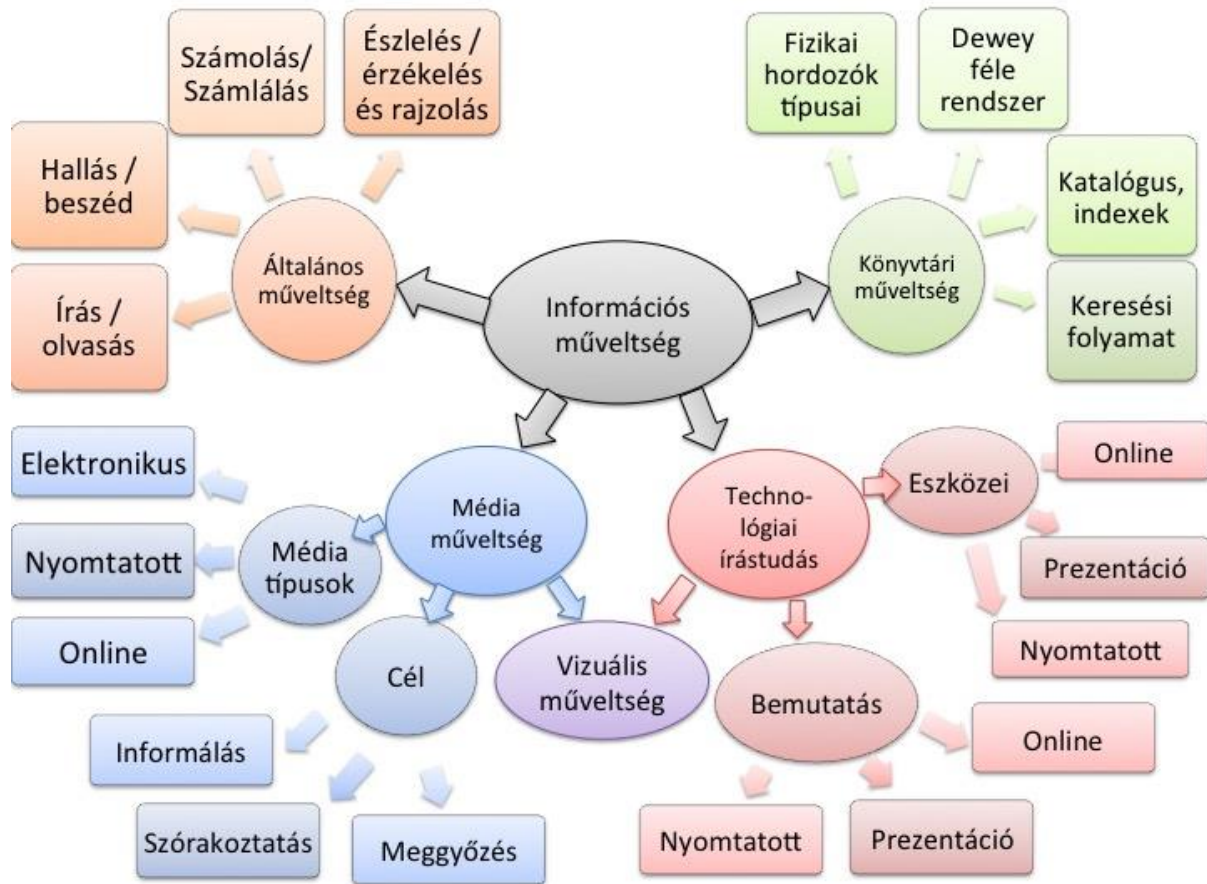 Számolás/
Számlálás
Észlelés /
érzékelés
és rajzolás
Hallás /
beszéd
Írás /
olvasás
Általános
műveltség
Információs
műveltség
Fizikai
hordozók
típusai
Dewey
féle
rendszer
Katalógus,
indexek
Keresési
folyamat
Könyvtári
műveltség
Elektronikus
Nyomtatott
Online
Média
típusok
Média
műveltség
Cél
Informálás
Szórakoztatás
Meggyőzés
Vizuális
műveltség
Techno-
lógiai
írástudás
Eszközei
Online
Prezentáció
Nyomtatott
Bemutatás
Online
Nyomtatott
Prezentáció